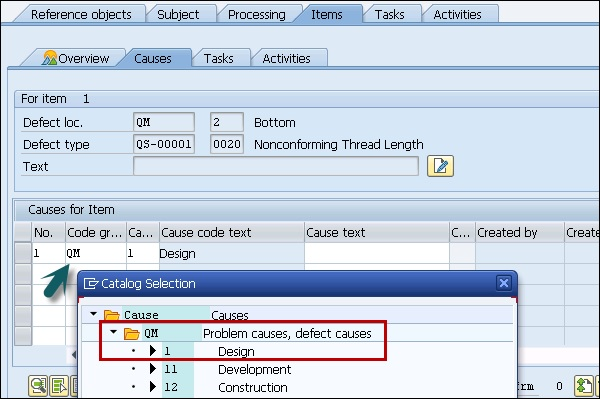 Reference objects Subject Processing Items Tasks Activities
Overview Causes Tasks Activities
For item 1
Defect loc. QM 2 Bottom
Defect type QS-00001 0020 Nonconforming Thread Length
Text
Causes for Item
No. Code gr... Ca... Cause code text Cause text C... Created by Create
1 QM 1 Design
Catalog Selection
Cause Causes
QM Problem causes, defect causes
1 Design
11 Development
12 Construction
rm 0